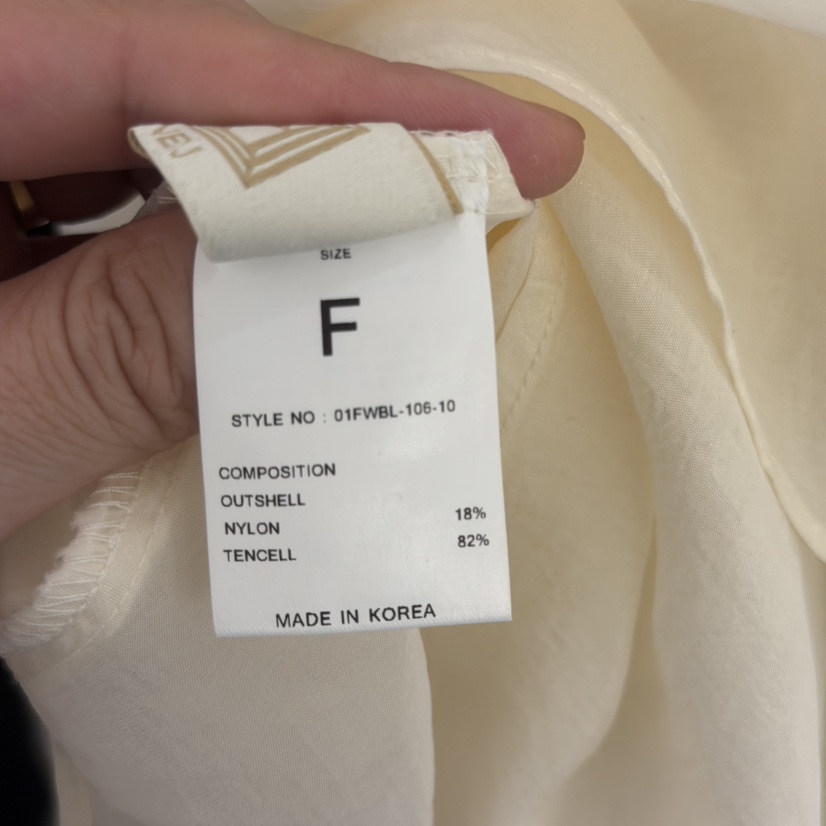 SIZE
F
STYLE NO : 01FWBL-106-10
COMPOSITION
OUTSHELL
NYLON 18%
TENCELL 82%
MADE IN KOREA